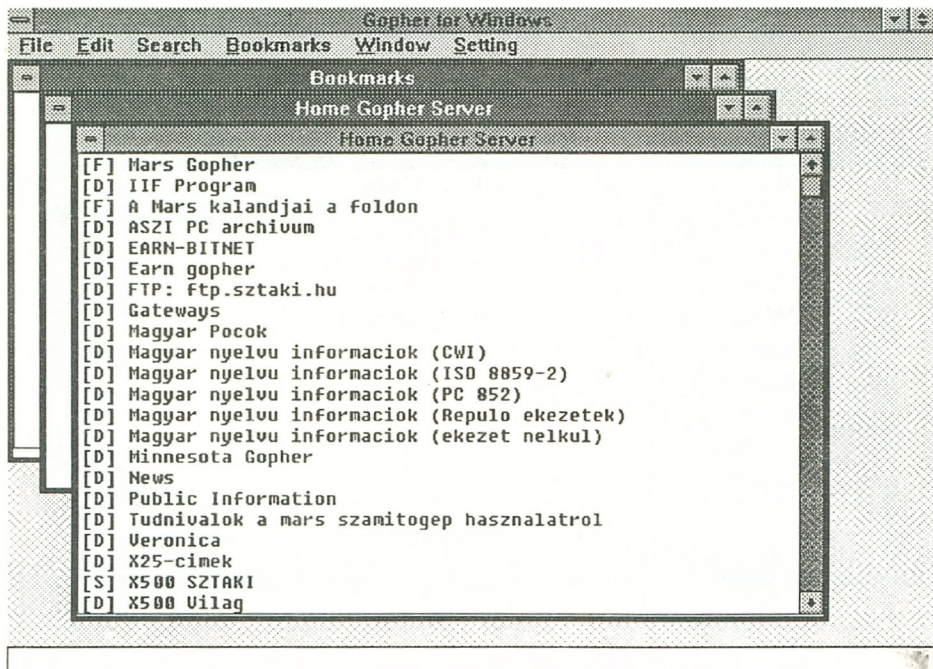 Gopher for Windows
File Edit Search Bookmarks Window Setting
Bookmarks
Home Gopher Server
Home Gopher Server
[F] Mars Gopher
[D] IIF Program
[F] A Mars kalandjai a foldon
[D] ASZI PC archivum
[D] EARN-BITNET
[D] Earn gopher
[D] FTP: ftp.sztaki.hu
[D] Gateways
[D] Magyar Pocok
[D] Magyar nyelvu informaciok (CWI)
[D] Magyar nyelvu informaciok (ISO 8859-2)
[D] Magyar nyelvu informaciok (PC 852)
[D] Magyar nyelvu informaciok (Repulo ekezetek)
[D] Magyar nyelvu informaciok (ekezet nelkul)
[D] Minnesota Gopher
[D] News
[D] Public Information
[D] Tudnivalok a mars szamitogep hasznalatrol
[D] Veronica
[D] X25-cimek
[S] X500 SZTAKI
[D] X500 Vilag